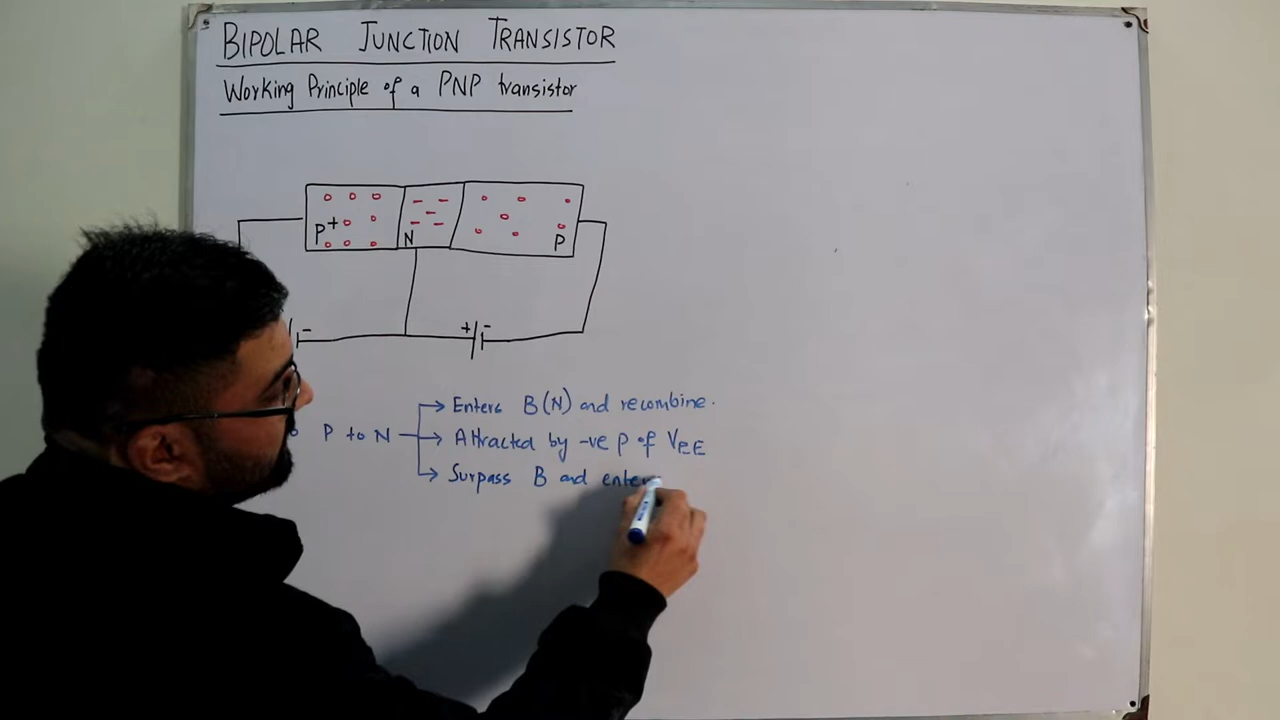 BIPOLAR JUNCTION TRANSISTOR
Working Principle of a PNP transistor
P+ N P
- + -
P to N
Enters B(N) and recombine.
Attracted by -ve P of VEE
Surpass B and enter